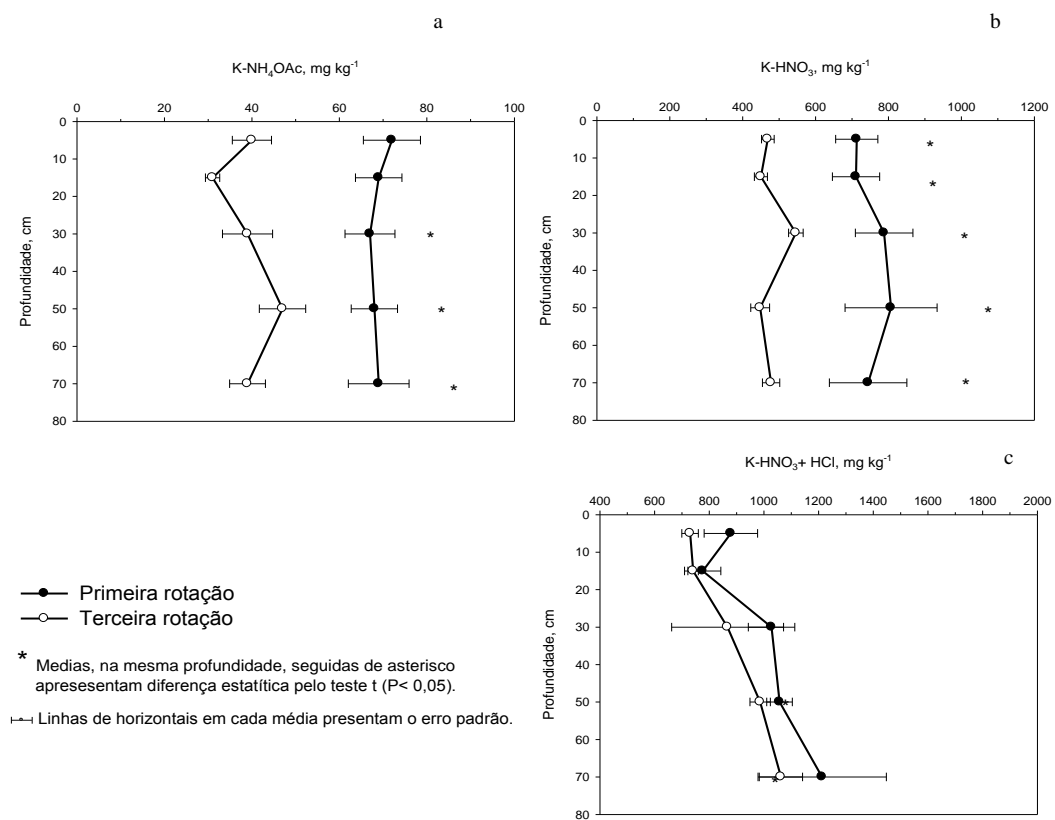 a
K-NH₄OAc, mg kg⁻¹
0 20 40 60 80 100
Profundidade, cm
0
10
20
30
40
50
60
70
80
*
*
*
b
K-HNO₃, mg kg⁻¹
0 200 400 600 800 1000 1200
Profundidade, cm
0
10
20
30
40
50
60
70
80
*
*
*
*
*
c
K-HNO₃+ HCl, mg kg⁻¹
400 600 800 1000 1200 1400 1600 1800 2000
Profundidade, cm
0
10
20
30
40
50
60
70
80
*
*
Primeira rotação
Terceira rotação
* Medias, na mesma profundidade, seguidas de asterisco
apresesentam diferença estatítica pelo teste t (P< 0,05).
Linhas de horizontais em cada média presentam o erro padrão.